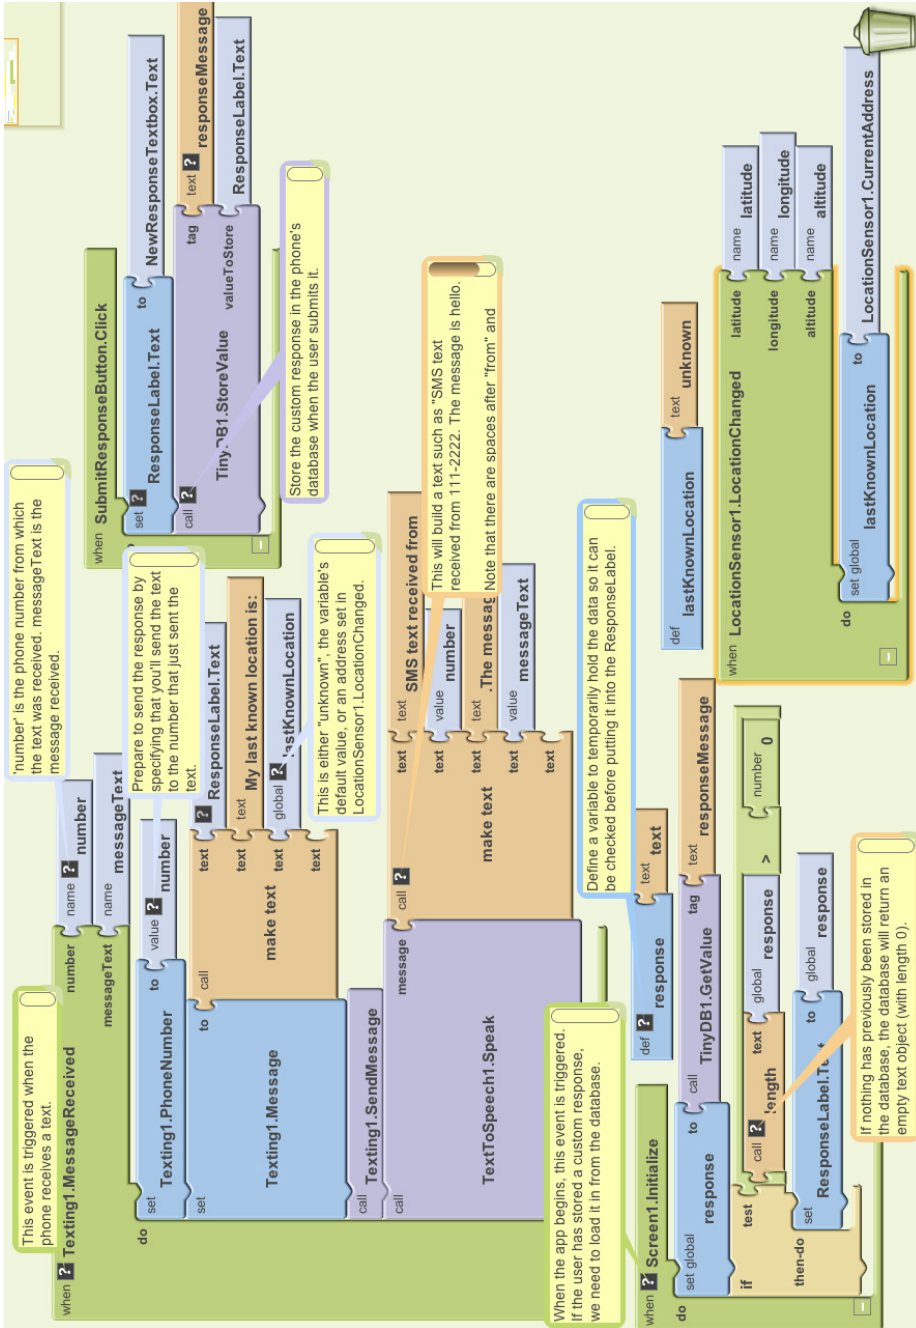 This event is triggered when the
phone receives a text.
when ? Texting1.MessageReceived
number
name ? number
messageText
name messageText
'number' is the phone number from which
the text was received. messageText is the
message received.
do
set Texting1.PhoneNumber to
value ? number
Prepare to send the response by
specifying that you'll send the text
to the number that just sent the
text.
set Texting1.Message to
call make text
text ? ResponseLabel.Text
text
text My last known location is:
text
global ? lastKnownLocation
text
This is either "unknown", the variable's
default value, or an address set in
LocationSensor1.LocationChanged.
call Texting1.SendMessage
call TextToSpeech1.Speak
message
call ? make text
text
text SMS text received from
text
value number
text
text .The messag
text
value messageText
text
This will build a text such as "SMS text
received from 111-2222. The message is hello.
Note that there are spaces after "from" and
when SubmitResponseButton.Click
set ? ResponseLabel.Text to
NewResponseTextbox.Text
call ? TinyDB1.StoreValue
tag
text ? responseMessage
valueToStore
ResponseLabel.Text
Store the custom response in the phone's
database when the user submits it.
When the app begins, this event is triggered.
If the user has stored a custom response,
we need to load it in from the database.
def ? response
text text
Define a variable to temporarily hold the data so it can
be checked before putting it into the ResponseLabel.
when ? Screen1.Initialize
do
set global response to
call TinyDB1.GetValue
tag
text responseMessage
if
test
call ? length
text
global response
>
number 0
then-do
set ResponseLabel.Te t to
global response
If nothing has previously been stored in
the database, the database will return an
empty text object (with length 0).
def lastKnownLocation
text unknown
when LocationSensor1.LocationChanged
latitude
name latitude
longitude
name longitude
altitude
name altitude
do
set global lastKnownLocation to
LocationSensor1.CurrentAddress